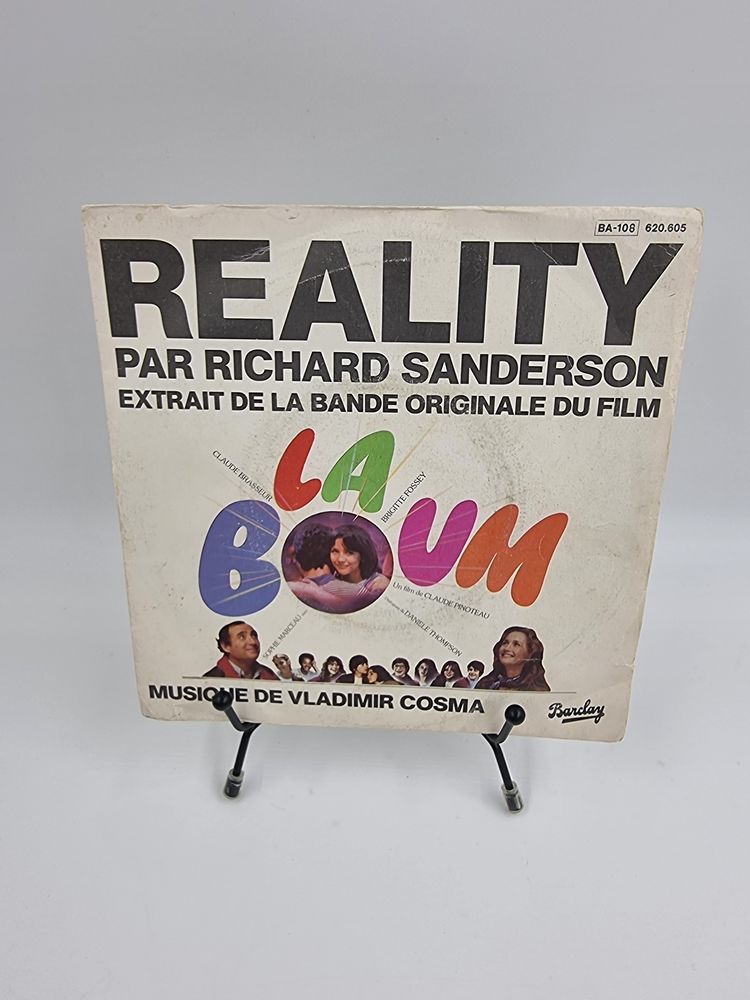 BA-108 620.605
REALITY
PAR RICHARD SANDERSON
EXTRAIT DE LA BANDE ORIGINALE DU FILM
CLAUDE BRASSEUR
BRIGITTE FOSSEY
LA
BOUM
Un film de CLAUDE PINOTEAU
SOPHIE MARCEAU
DANIELE THOMPSON
MUSIQUE DE VLADIMIR COSMA
Barclay